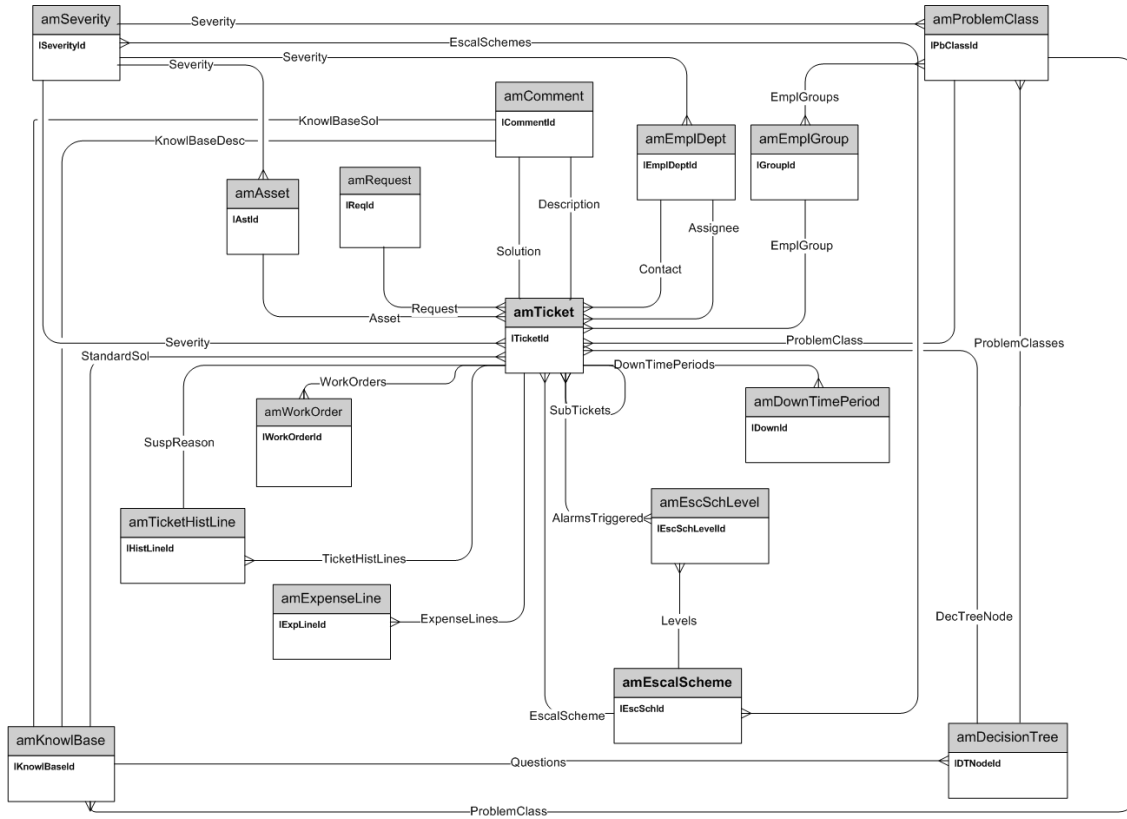 amSeverity
lSeverityId
Severity
EscalSchemes
Severity
Severity
amProblemClass
lPbClassId
amComment
lCommentId
KnowlBaseSol
KnowlBaseDesc
EmplGroups
amEmplDept
lEmplDeptId
amEmplGroup
lGroupId
amAsset
lAstId
amRequest
lReqId
Description
Solution
Assignee
EmplGroup
Contact
Request
Asset
amTicket
lTicketId
Severity
StandardSol
ProblemClass
ProblemClasses
DownTimePeriods
WorkOrders
SubTickets
amWorkOrder
lWorkOrderId
amDownTimePeriod
lDownId
SuspReason
amTicketHistLine
lHistLineId
AlarmsTriggered
amEscSchLevel
lEscSchLevelId
TicketHistLines
amExpenseLine
lExpLineId
ExpenseLines
Levels
DecTreeNode
amEscalScheme
lEscSchId
EscalScheme
amKnowlBase
lKnowlBaseId
amDecisionTree
lDTNodeId
Questions
ProblemClass